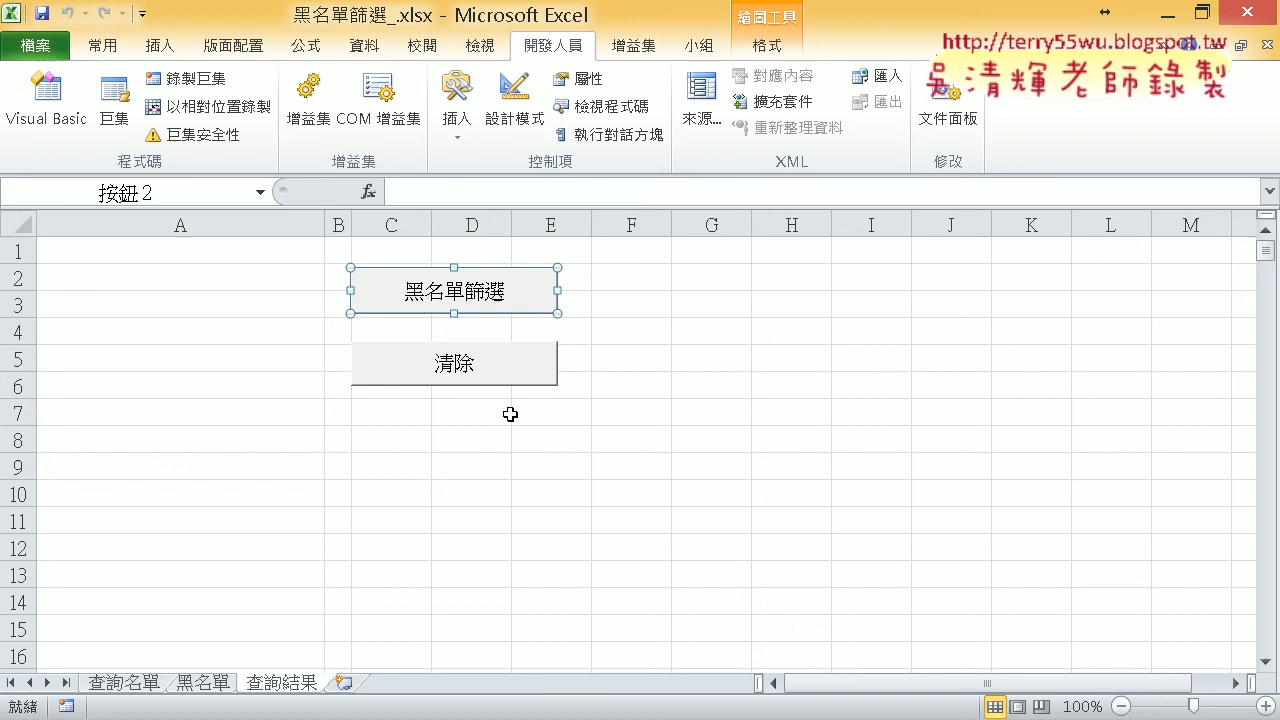 黑名單篩選_.xlsx - Microsoft Excel
繪圖工具
檔案 常用 插入 版面配置 公式 資料 校閱 檢視 開發人員 增益集 小組 格式
http://terry55wu.blogspot.tw
吳清輝老師錄製
Visual Basic 巨集 錄製巨集 以相對位置錄製 巨集安全性
增益集 COM 增益集
插入 設計模式 屬性 檢視程式碼 執行對話方塊
來源... 對應內容 擴充套件 重新整理資料 匯入 匯出
文件面板
程式碼 增益集 控制項 XML 修改
按鈕 2 fx
A B C D E F G H I J K L M
1
2
黑名單篩選
3
4
5
清除
6
7
8
9
10
11
12
13
14
15
16
查詢名單 黑名單 查詢結果
就緒 100%